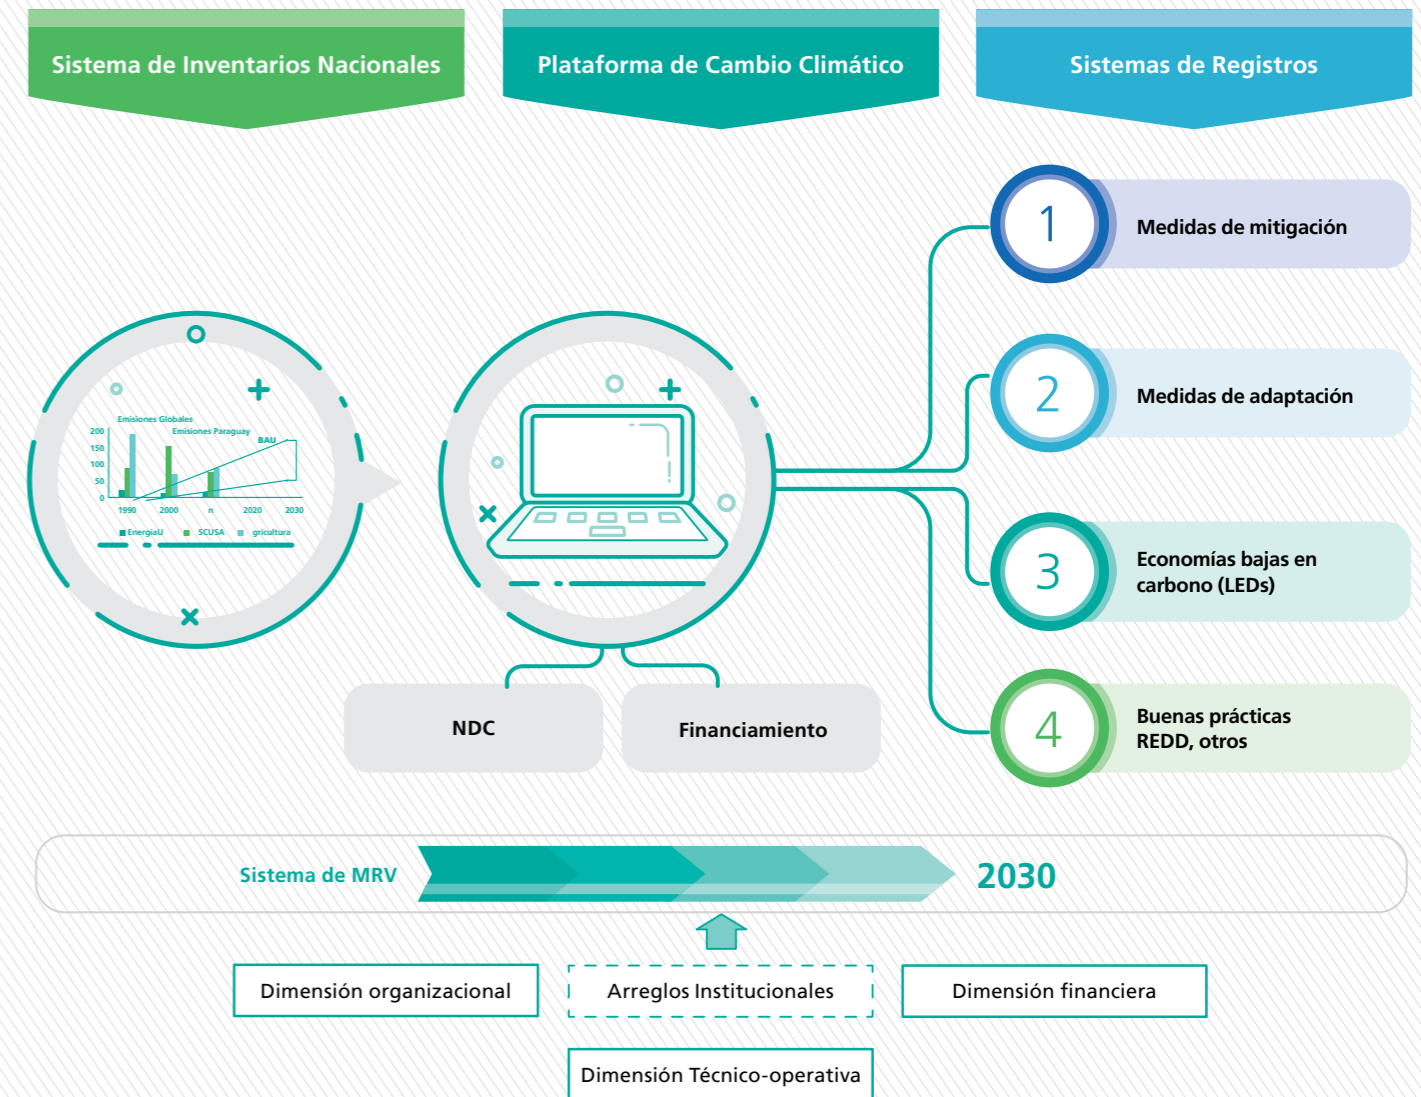 Sistema de Inventarios Nacionales
Plataforma de Cambio Climático
Sistemas de Registros
1
Medidas de mitigación
2
Medidas de adaptación
3
Economías bajas en
carbono (LEDs)
4
Buenas prácticas
REDD, otros
Emisiones Globales
Emisiones Paraguay
BAU
200
150
100
50
0
1990 2000 n 2020 2030
EnergíaU SCUSA gricultura
NDC
Financiamiento
Sistema de MRV
2030
Dimensión organizacional
Arreglos Institucionales
Dimensión financiera
Dimensión Técnico-operativa